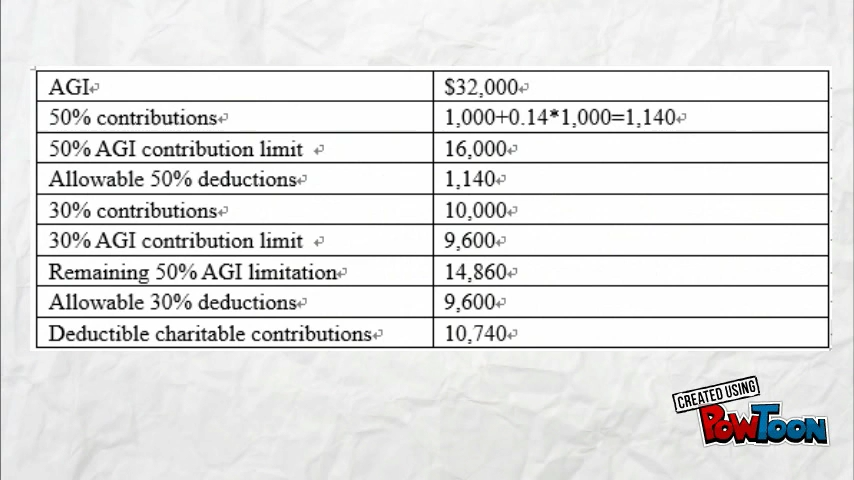 AGI $32,000
50% contributions 1,000+0.14*1,000=1,140
50% AGI contribution limit 16,000
Allowable 50% deductions 1,140
30% contributions 10,000
30% AGI contribution limit 9,600
Remaining 50% AGI limitation 14,860
Allowable 30% deductions 9,600
Deductible charitable contributions 10,740
CREATED USING
POWTOON